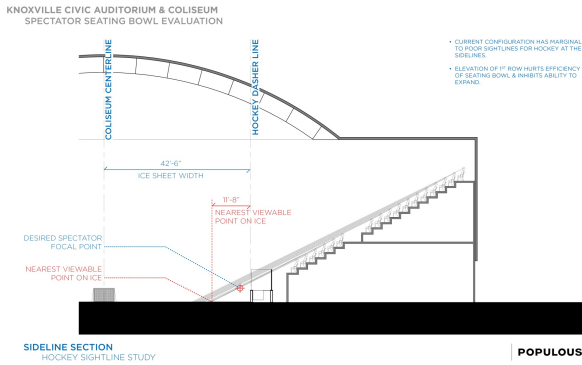 KNOXVILLE CIVIC AUDITORIUM & COLISEUM
SPECTATOR SEATING BOWL EVALUATION
• CURRENT CONFIGURATION HAS MARGINAL
TO POOR SIGHTLINES FOR HOCKEY AT THE
SIDELINES.
• ELEVATION OF 1ST ROW HURTS EFFICIENCY
OF SEATING BOWL & INHIBITS ABILITY TO
EXPAND.
COLISEUM CENTERLINE
HOCKEY DASHER LINE
42'-6"
ICE SHEET WIDTH
11'-8"
NEAREST VIEWABLE
POINT ON ICE
DESIRED SPECTATOR
FOCAL POINT
NEAREST VIEWABLE
POINT ON ICE
SIDELINE SECTION
HOCKEY SIGHTLINE STUDY
POPULOUS